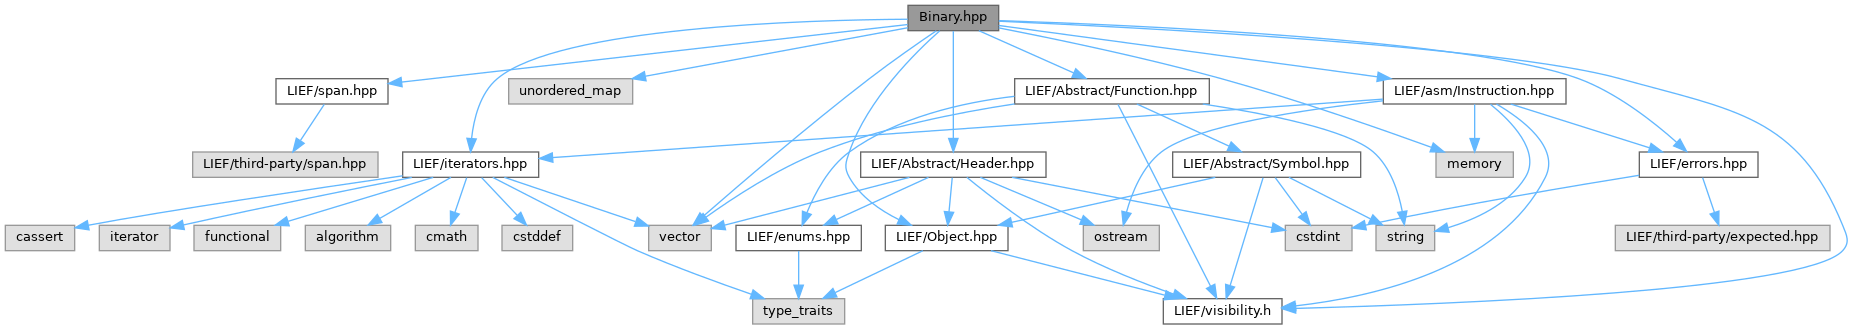 Binary.hpp
LIEF/span.hpp
unordered_map
LIEF/Abstract/Function.hpp
LIEF/asm/Instruction.hpp
LIEF/third-party/span.hpp
LIEF/iterators.hpp
LIEF/Abstract/Header.hpp
LIEF/Abstract/Symbol.hpp
memory
LIEF/errors.hpp
cassert
iterator
functional
algorithm
cmath
cstddef
vector
LIEF/enums.hpp
LIEF/Object.hpp
ostream
cstdint
string
LIEF/third-party/expected.hpp
type_traits
LIEF/visibility.h